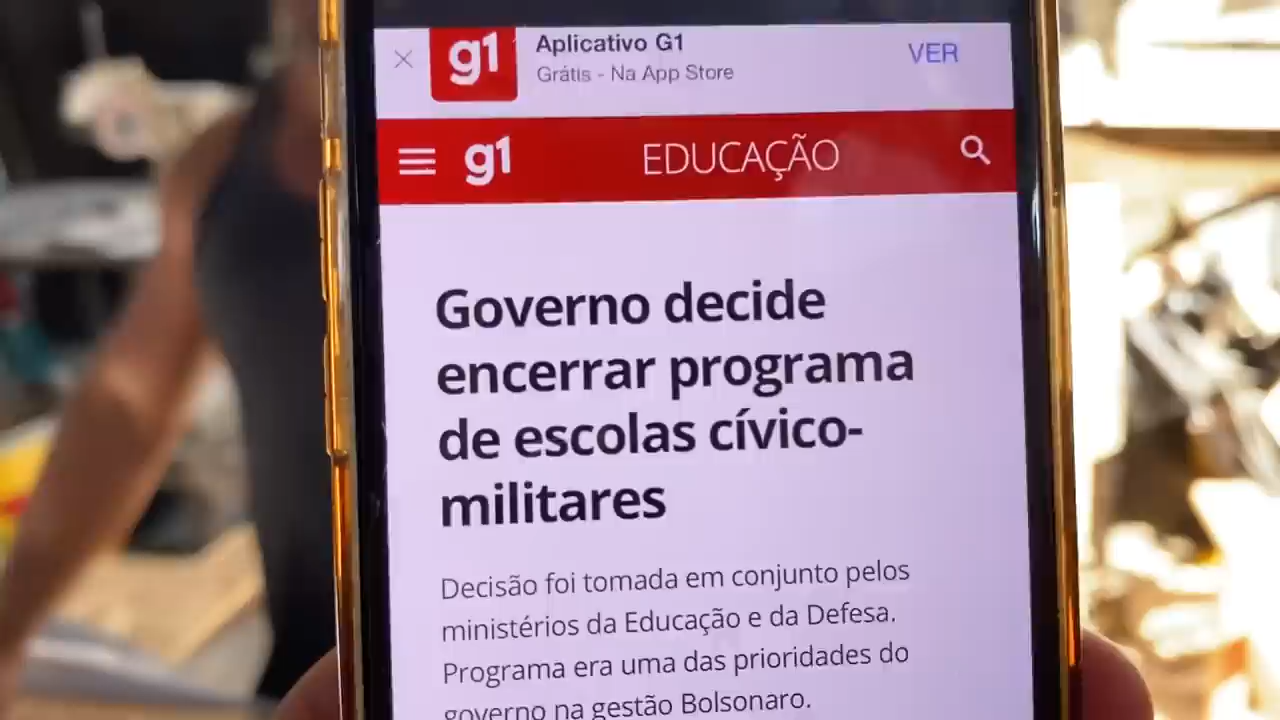 g1
Aplicativo G1
Grátis - Na App Store
VER
g1
EDUCAÇÃO
Governo decide
encerrar programa
de escolas cívico-
militares
Decisão foi tomada em conjunto pelos
ministérios da Educação e da Defesa.
Programa era uma das prioridades do
governo na gestão Bolsonaro.